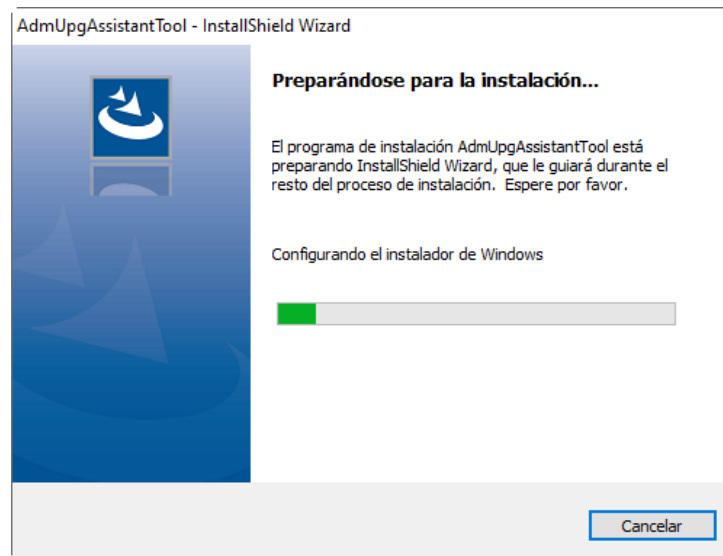 AdmUpgAssistantTool - InstallShield Wizard
Preparándose para la instalación...
El programa de instalación AdmUpgAssistantTool está
preparando InstallShield Wizard, que le guiará durante el
resto del proceso de instalación.  Espere por favor.
Configurando el instalador de Windows
Cancelar